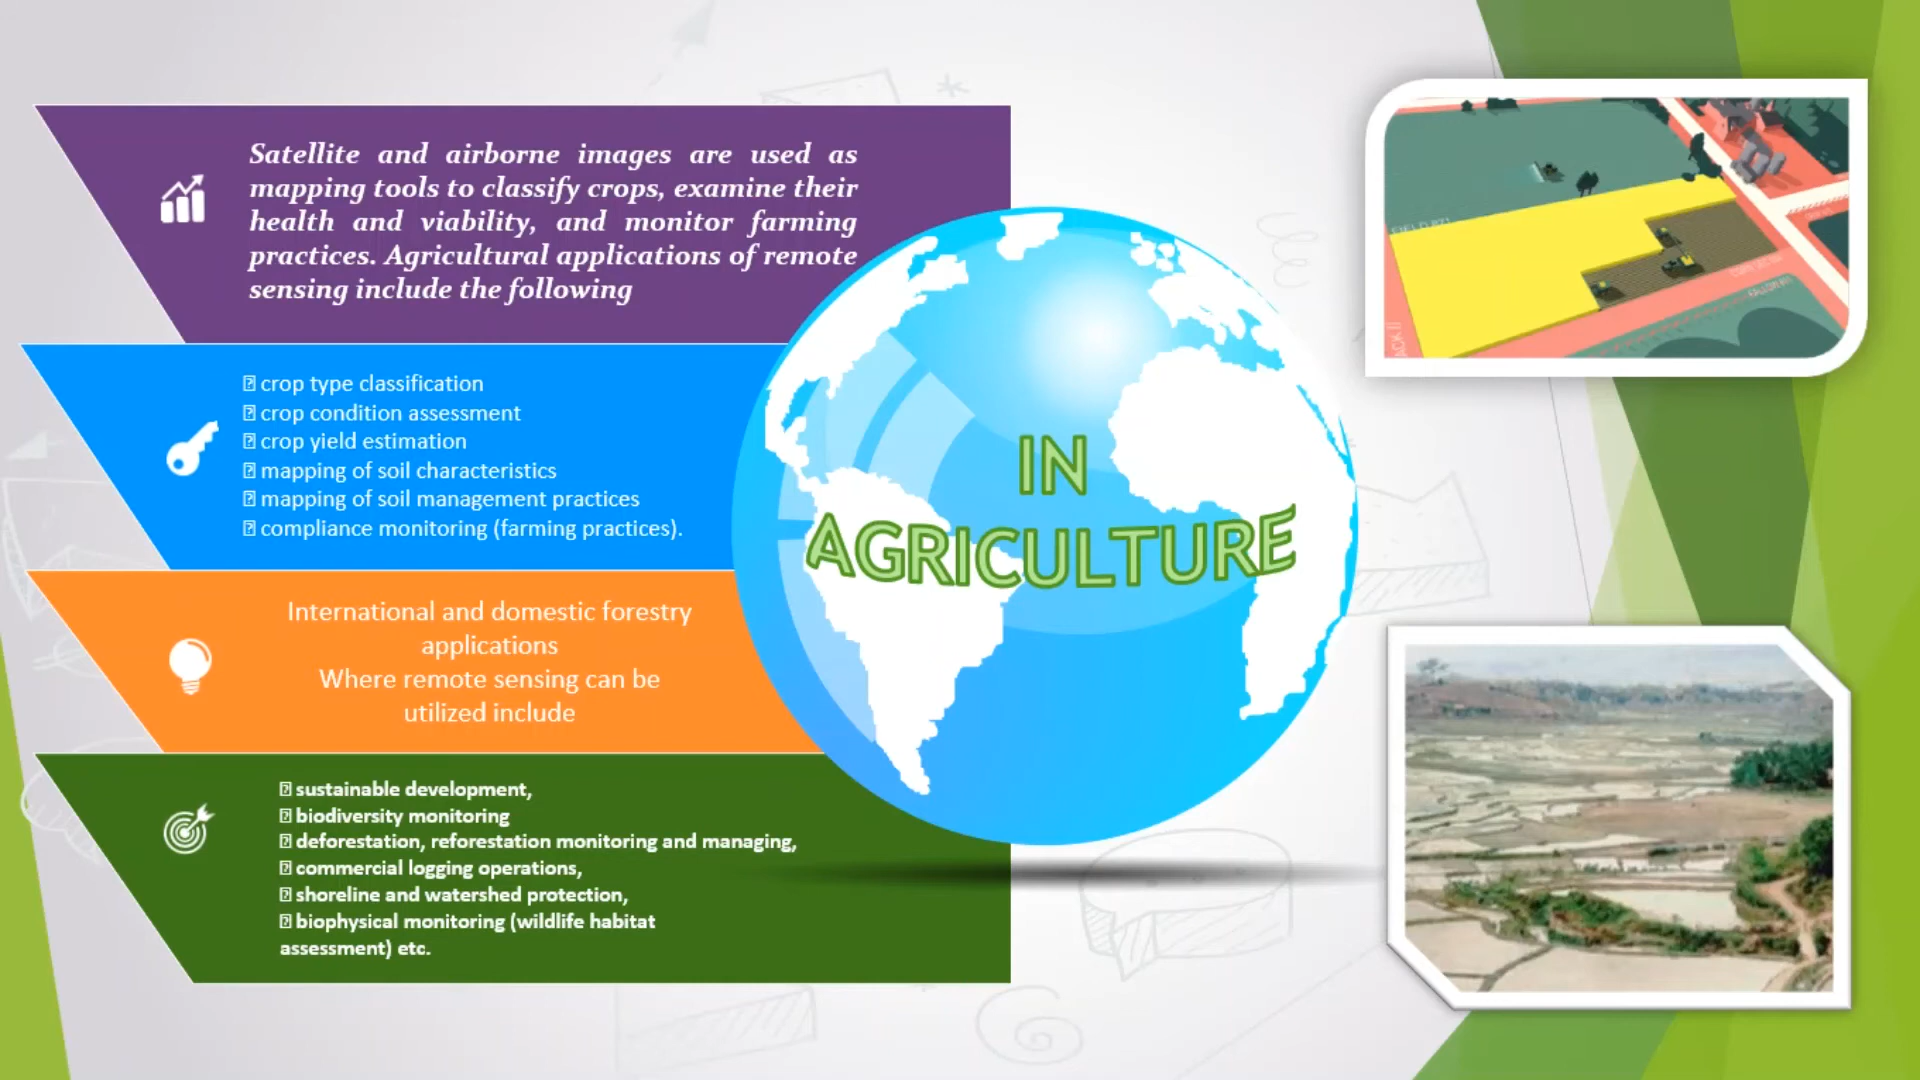 Satellite and airborne images are used as
mapping tools to classify crops, examine their
health and viability, and monitor farming
practices. Agricultural applications of remote
sensing include the following
crop type classification
crop condition assessment
crop yield estimation
mapping of soil characteristics
mapping of soil management practices
compliance monitoring (farming practices).
International and domestic forestry
applications
Where remote sensing can be
utilized include
sustainable development,
biodiversity monitoring
deforestation, reforestation monitoring and managing,
commercial logging operations,
shoreline and watershed protection,
biophysical monitoring (wildlife habitat
assessment) etc.
IN
AGRICULTURE